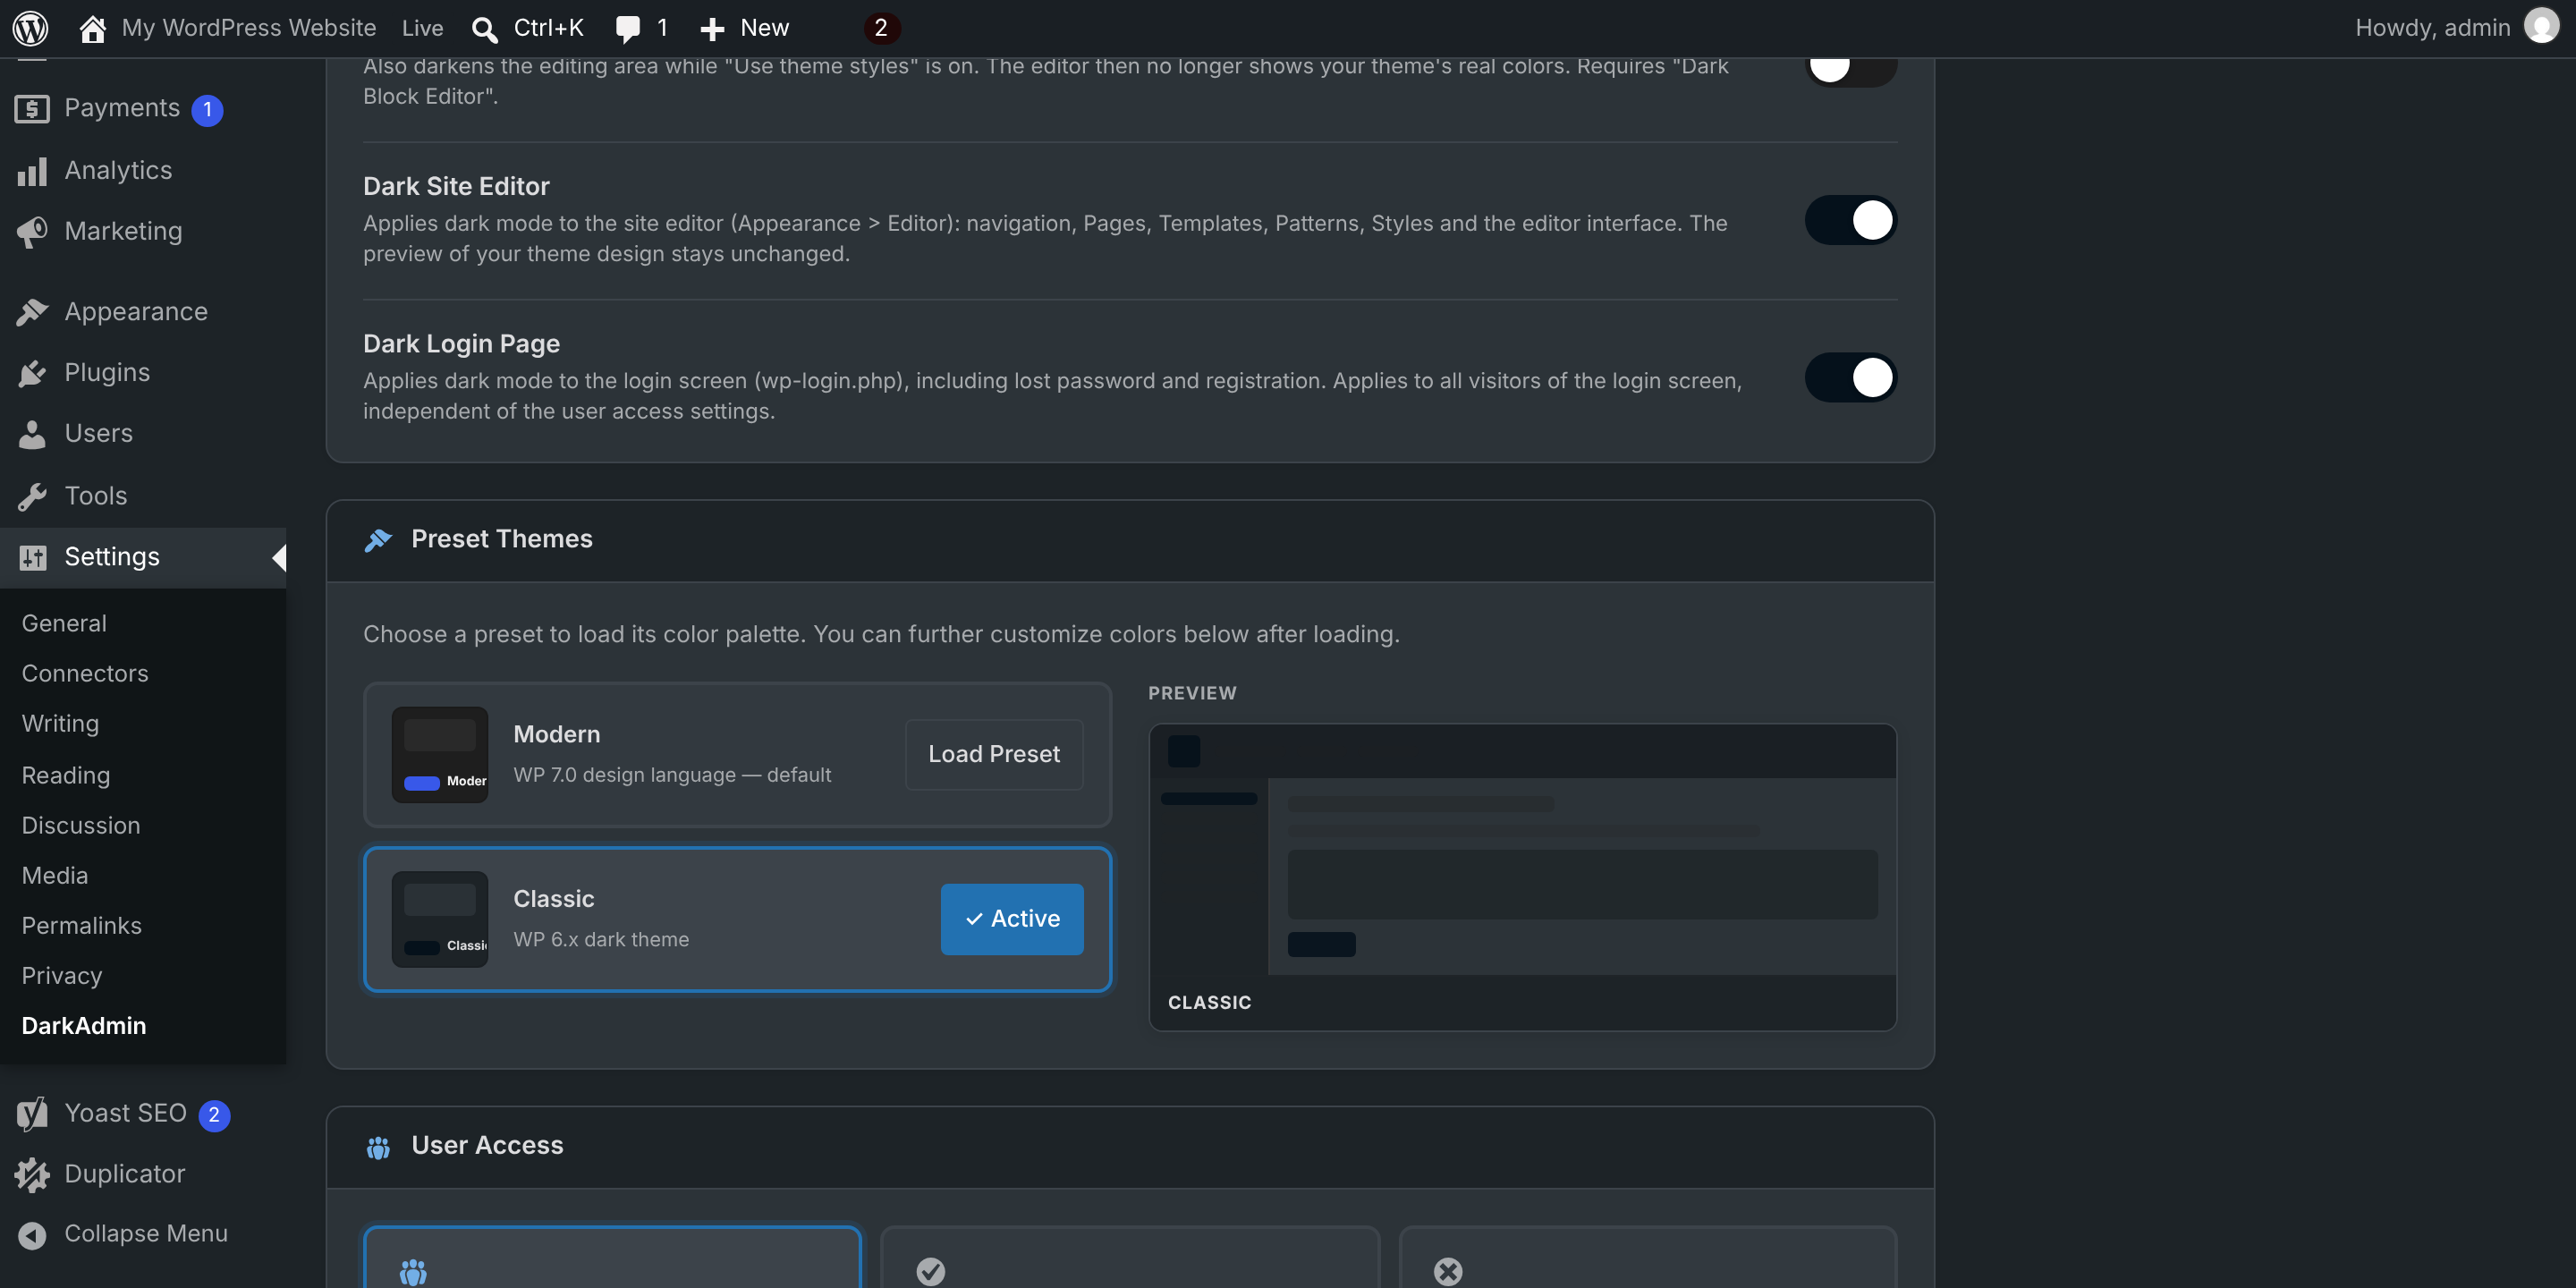 My WordPress Website Live Ctrl+K 1 New 2 Howdy, admin
Payments 1
Analytics
Marketing
Appearance
Plugins
Users
Tools
Settings
General
Connectors
Writing
Reading
Discussion
Media
Permalinks
Privacy
DarkAdmin
Yoast SEO 2
Duplicator
Collapse Menu
Also darkens the editing area while "Use theme styles" is on. The editor then no longer shows your theme's real colors. Requires "Dark
Block Editor".
Dark Site Editor
Applies dark mode to the site editor (Appearance > Editor): navigation, Pages, Templates, Patterns, Styles and the editor interface. The
preview of your theme design stays unchanged.
Dark Login Page
Applies dark mode to the login screen (wp-login.php), including lost password and registration. Applies to all visitors of the login screen,
independent of the user access settings.
Preset Themes
Choose a preset to load its color palette. You can further customize colors below after loading.
Moder
Modern
WP 7.0 design language — default
Load Preset
Classi
Classic
WP 6.x dark theme
✓ Active
PREVIEW
CLASSIC
User Access